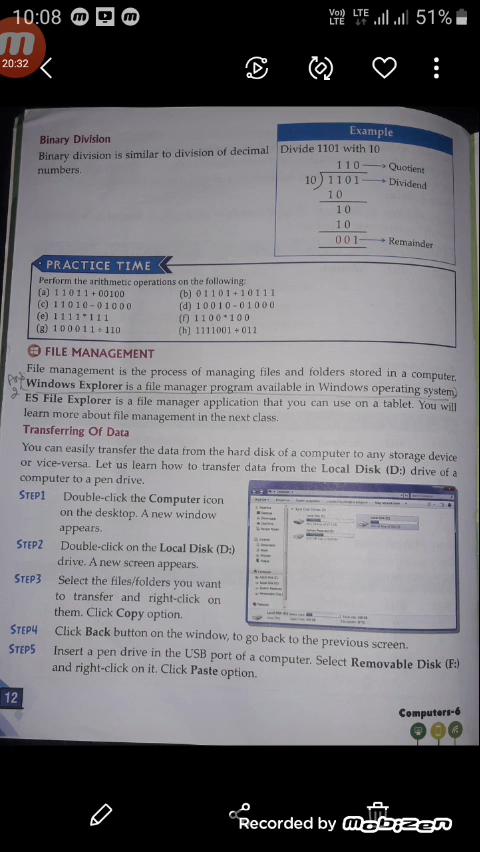 10:08
Vo))
LTE
LTE
51%
20:32
Binary Division
Binary division is similar to division of decimal
numbers.
Example
Divide 1101 with 10
110 Quotient
10)1101 Dividend
10
10
10
001 Remainder
PRACTICE TIME
Perform the arithmetic operations on the following:
(a) 11011+00100 (b) 01101+10111
(c) 11010-01000 (d) 10010-01000
(e) 1111*111 (f) 1100*100
(g) 100011÷110 (h) 1111001÷011
FILE MANAGEMENT
File management is the process of managing files and folders stored in a computer.
Windows Explorer is a file manager program available in Windows operating system.
ES File Explorer is a file manager application that you can use on a tablet. You will
learn more about file management in the next class.
Transferring Of Data
You can easily transfer the data from the hard disk of a computer to any storage device
or vice-versa. Let us learn how to transfer data from the Local Disk (D:) drive of a
computer to a pen drive.
STEP1 Double-click the Computer icon
on the desktop. A new window
appears.
STEP2 Double-click on the Local Disk (D:)
drive. A new screen appears.
STEP3 Select the files/folders you want
to transfer and right-click on
them. Click Copy option.
STEP4 Click Back button on the window, to go back to the previous screen.
STEP5 Insert a pen drive in the USB port of a computer. Select Removable Disk (F:)
and right-click on it. Click Paste option.
12
Computers-6
Recorded by mobizen